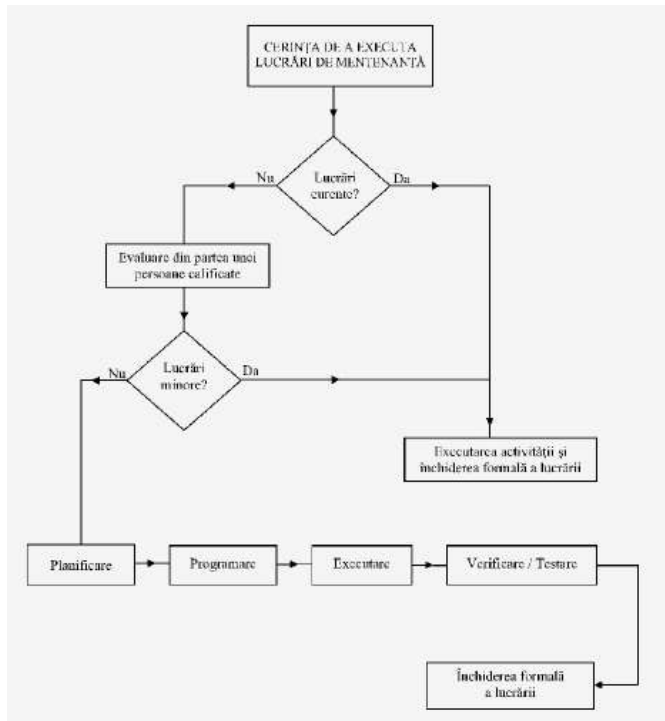 CERINȚA DE A EXECUTA
LUCRĂRI DE MENTENANȚĂ
Lucrări
curente?
Nu
Da
Evaluare din partea unei
persoane calificate
Lucrări
minore?
Nu
Da
Executarea activității și
închiderea formală a lucrării
Planificare
Programare
Executare
Verificare / Testare
Închiderea formală
a lucrării